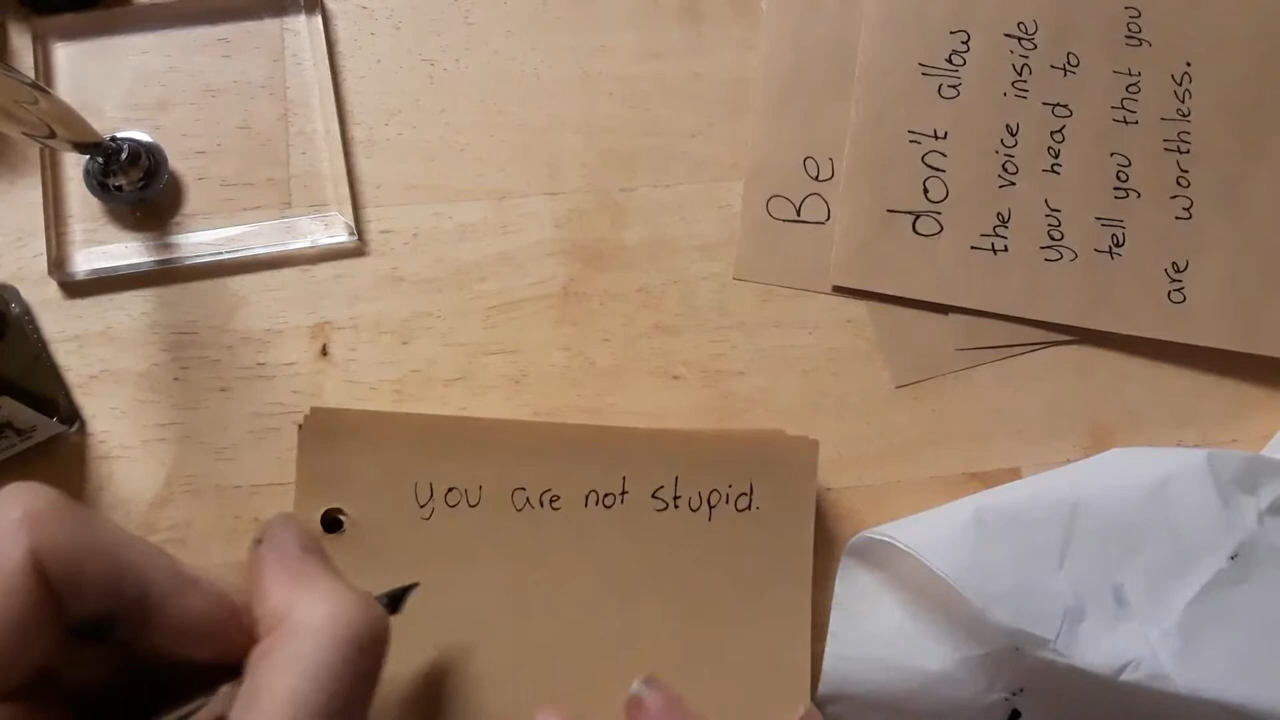 Be
don't allow
the voice inside
your head to
tell you that you
are worthless.
you are not stupid.